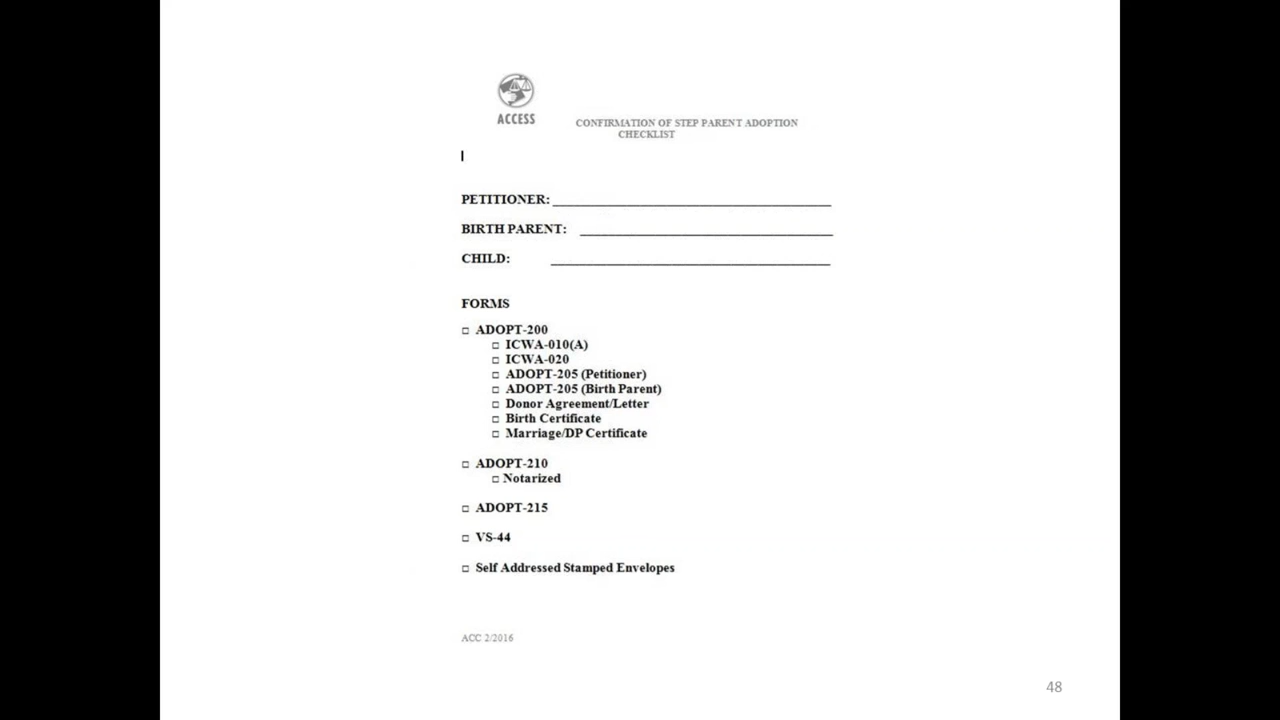 ACCESS
CONFIRMATION OF STEP PARENT ADOPTION
CHECKLIST
PETITIONER:
BIRTH PARENT:
CHILD:
FORMS
ADOPT-200
ICWA-010(A)
ICWA-020
ADOPT-205 (Petitioner)
ADOPT-205 (Birth Parent)
Donor Agreement/Letter
Birth Certificate
Marriage/DP Certificate
ADOPT-210
Notarized
ADOPT-215
VS-44
Self Addressed Stamped Envelopes
ACC 2/2016
48